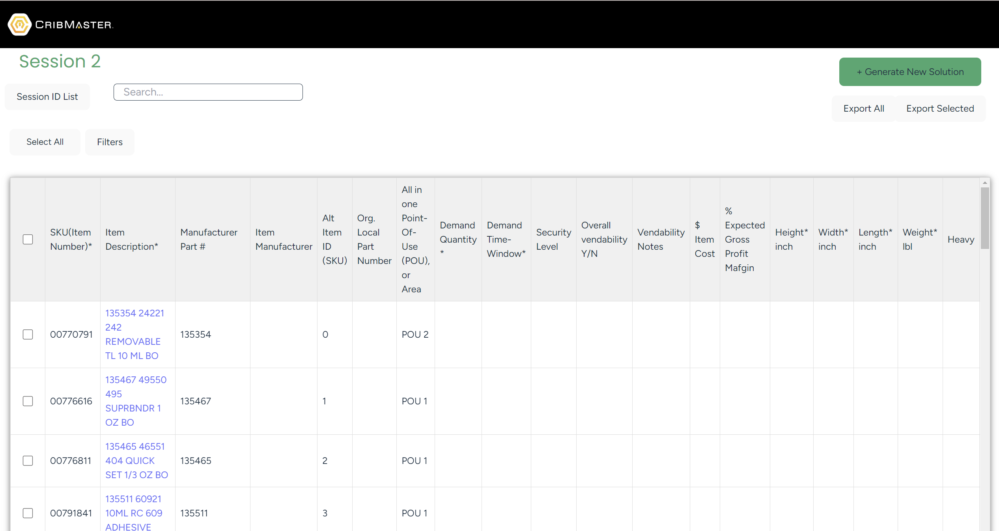 CRIBMASTER.
Session 2
+ Generate New Solution
Session ID List
Search...
Export All
Export Selected
Select All
Filters
SKU(Item
Number)*
Item
Description*
Manufacturer
Part #
Item
Manufacturer
Alt
Item
ID
(SKU)
Org.
Local
Part
Number
All in
one
Point-
Of-
Use
(POU),
or
Area
Demand
Quantity
*
Demand
Time-
Window*
Security
Level
Overall
vendability
Y/N
Vendability
Notes
$
Item
Cost
%
Expected
Gross
Profit
Mafgin
Height*
inch
Width*
inch
Length*
inch
Weight*
lbl
Heavy
00770791
135354 24221
242
REMOVABLE
TL 10 ML BO
135354
0
POU 2
00776616
135467 49550
495
SUPRBNDR 1
OZ BO
135467
1
POU 1
00776811
135465 46551
404 QUICK
SET 1/3 OZ BO
135465
2
POU 1
00791841
135511 60921
10ML RC 609
ADHESIVE
135511
3
POU 1